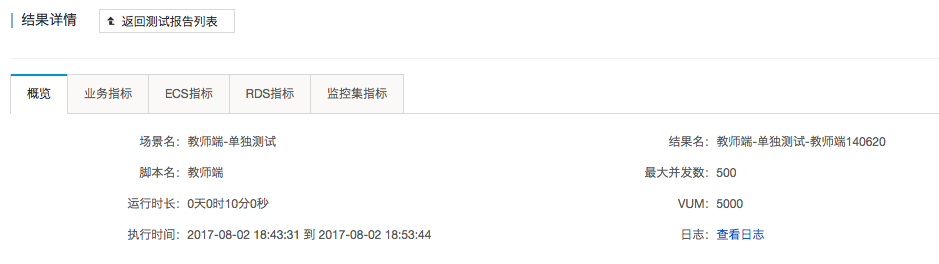 结果详情 返回测试报告列表
概览 业务指标 ECS指标 RDS指标 监控集指标
场景名: 教师端-单独测试 结果名: 教师端-单独测试-教师端140620
脚本名: 教师端 最大并发数: 500
运行时长: 0天0时10分0秒 VUM: 5000
执行时间: 2017-08-02 18:43:31 到 2017-08-02 18:53:44 日志: 查看日志